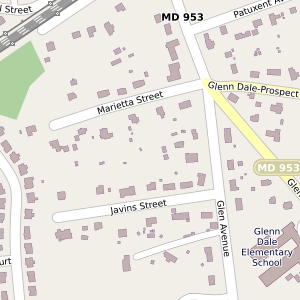 Street
MD 953
Patuxent
Glenn Dale-Prospect
Marietta Street
MD 953
Glen
Javins Street
Glen Avenue
Glenn
Dale
Elementary
School